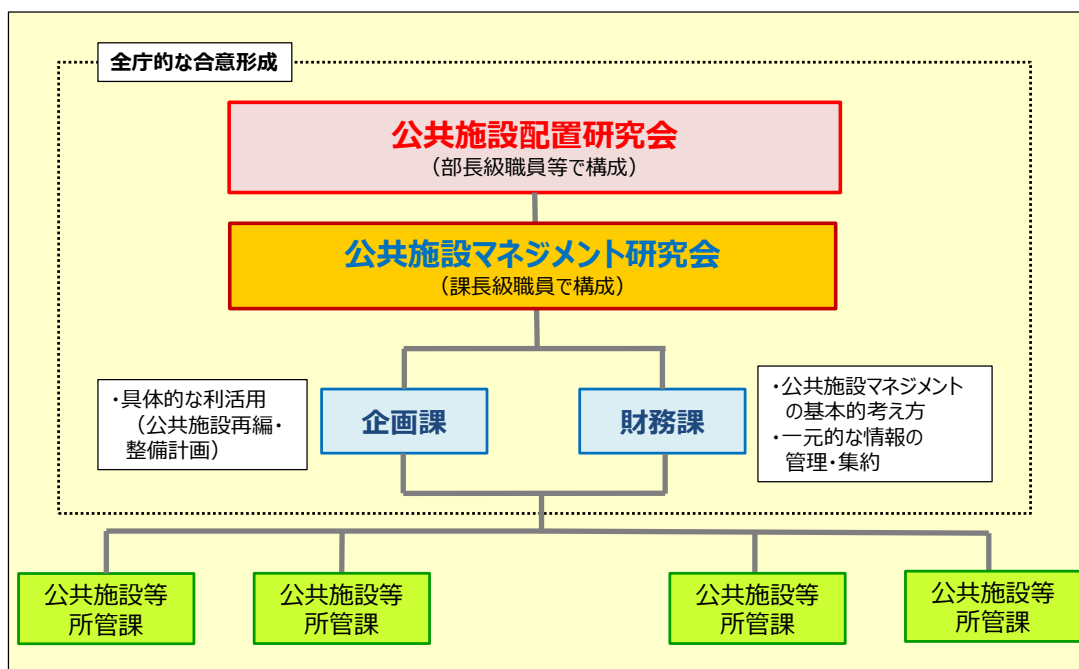 全庁的な合意形成
公共施設配置研究会
（部長級職員等で構成）
公共施設マネジメント研究会
（課長級職員で構成）
・具体的な利活用
（公共施設再編・
整備計画）
企画課
財務課
・公共施設マネジメント
の基本的考え方
・一元的な情報の
管理・集約
公共施設等
所管課
公共施設等
所管課
公共施設等
所管課
公共施設等
所管課